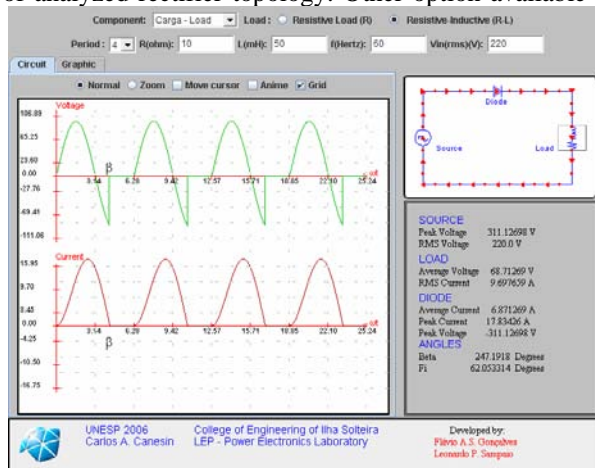 of analyzed rectifier topology. Other option available
Component: Carga - Load Load : Resistive Load (R) Resistive-Inductive (R-L)
Period : 4 R(ohm): 10 L(mH): 50 f(Hertz): 60 Vin(rms)(V): 220
Circuit Graphic
Normal Zoom Move cursor Anime Grid
Voltage
106.89
65.25
23.60
0.00
-27.76
-69.41
-111.06
β
3.14 6.28 9.42 12.57 15.71 18.85 22.10 25.24
ωt
Current
15.95
9.70
3.45
0.00
-4.25
-10.50
-16.75
3.14 6.28 9.42 12.57 15.71 18.85 22.10 25.24
ωt
β
Diode
Source
Load
SOURCE
Peak Voltage 311.12698 V
RMS Voltage 220.0 V
LOAD
Average Voltage 68.71269 V
RMS Current 9.697659 A
DIODE
Average Current 6.871269 A
Peak Current 17.83426 A
Peak Voltage -311.12698 V
ANGLES
Beta 247.1918 Degrees
Fi 62.053314 Degrees
UNESP 2006 College of Engineering of Ilha Solteira
Carlos A. Canesin LEP - Power Electronics Laboratory
Developed by:
Flávio A.S. Gonçalves
Leonardo P. Sampaio